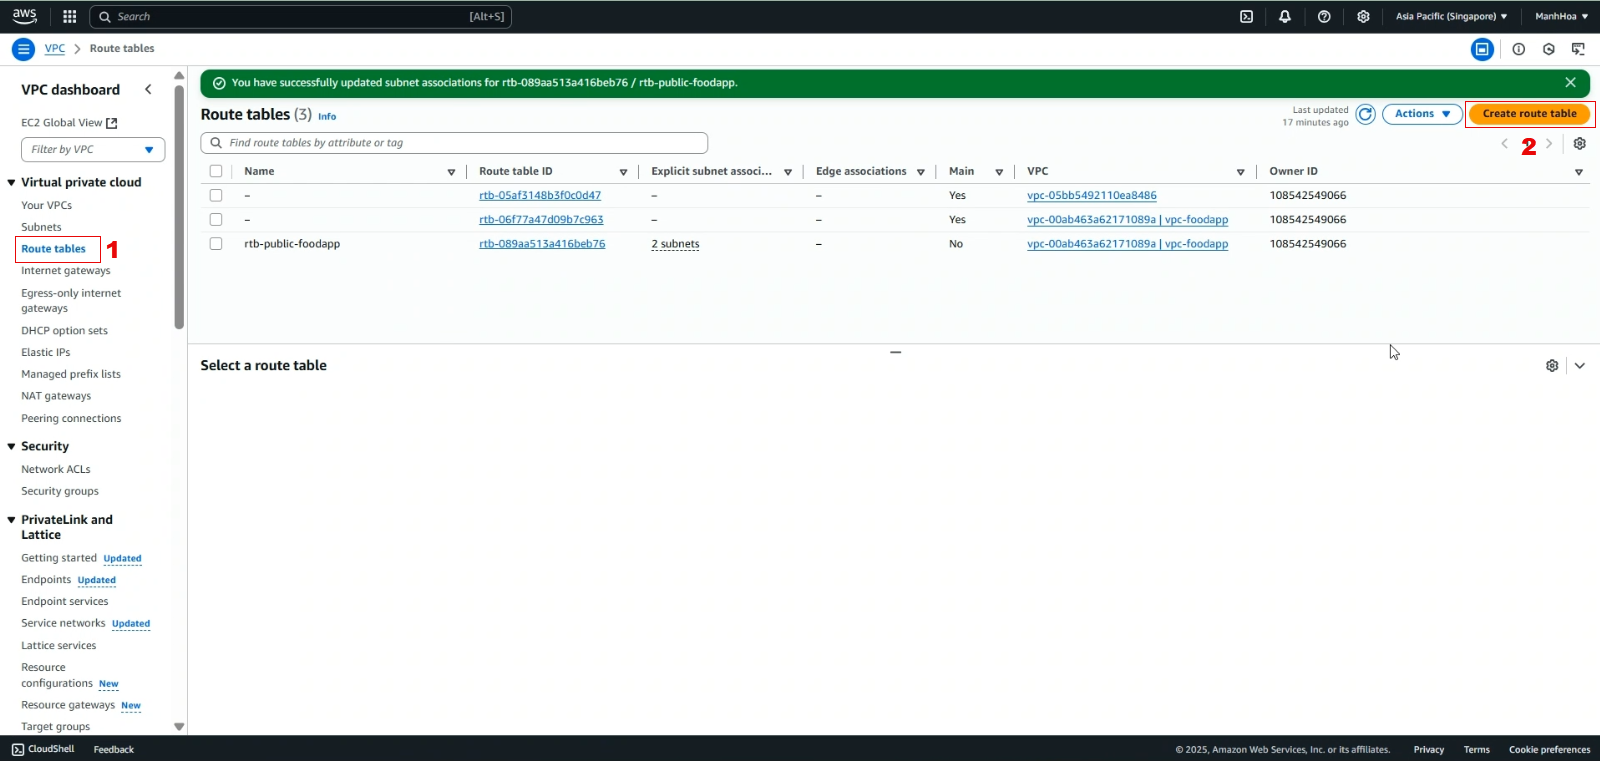 aws Search [Alt+S] Asia Pacific (Singapore) ManhHoa
VPC Route tables
VPC dashboard
EC2 Global View
Filter by VPC
Virtual private cloud
Your VPCs
Subnets
Route tables 1
Internet gateways
Egress-only internet
gateways
DHCP option sets
Elastic IPs
Managed prefix lists
NAT gateways
Peering connections
Security
Network ACLs
Security groups
PrivateLink and
Lattice
Getting started Updated
Endpoints Updated
Endpoint services
Service networks Updated
Lattice services
Resource
configurations New
Resource gateways New
Target groups
You have successfully updated subnet associations for rtb-089aa513a416beb76 / rtb-public-foodapp.
Route tables (3) Info
Last updated
17 minutes ago
Actions
Create route table
Find route tables by attribute or tag
2
Name Route table ID Explicit subnet associ... Edge associations Main VPC Owner ID
– rtb-05af3148b3f0c0d47 – – Yes vpc-05bb5492110ea8486 108542549066
– rtb-06f77a47d09b7c963 – – Yes vpc-00ab463a62171089a | vpc-foodapp 108542549066
rtb-public-foodapp rtb-089aa513a416beb76 2 subnets – No vpc-00ab463a62171089a | vpc-foodapp 108542549066
Select a route table
CloudShell Feedback © 2025, Amazon Web Services, Inc. or its affiliates. Privacy Terms Cookie preferences